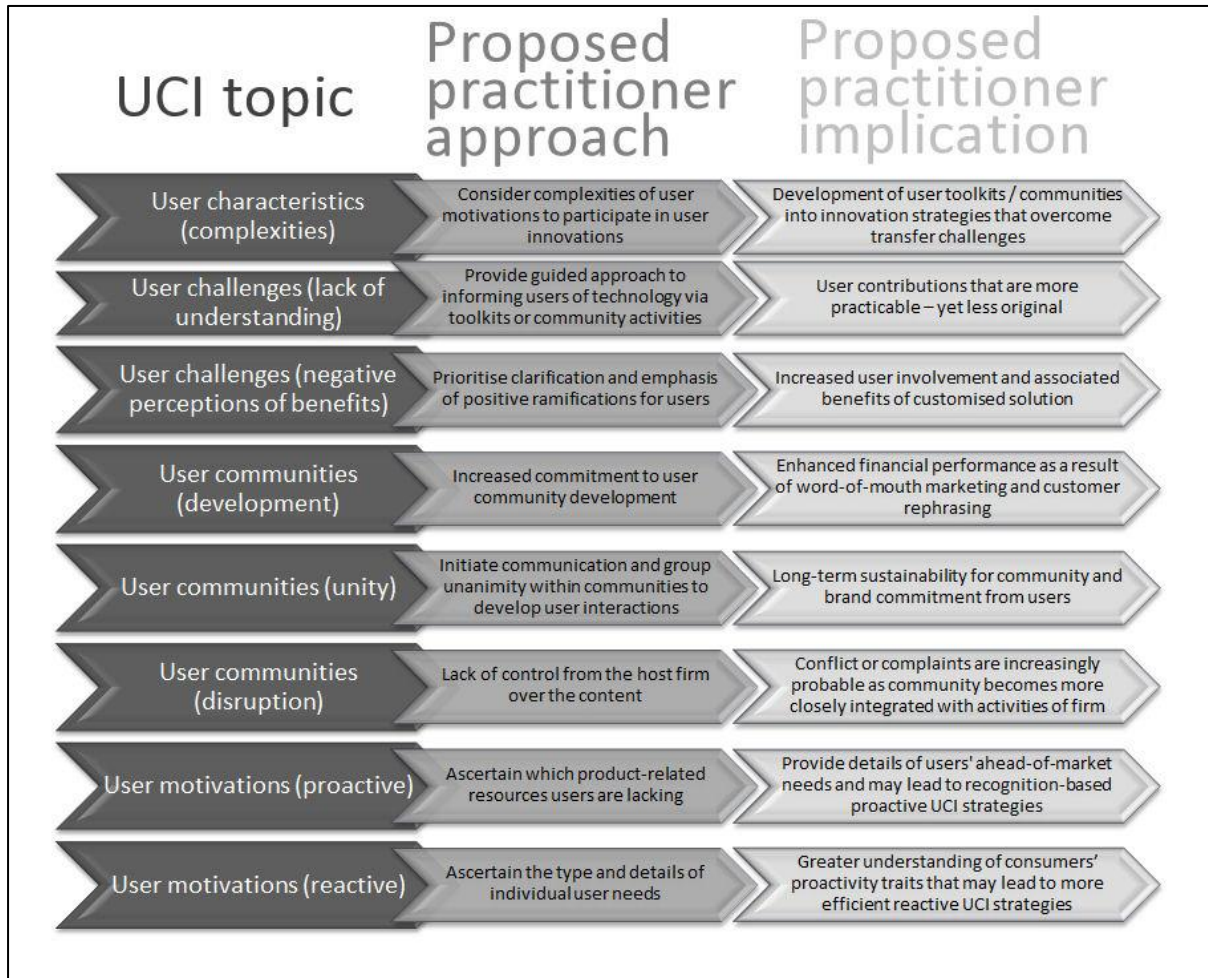 UCI topic
Proposed
practitioner
approach
Proposed
practitioner
implication
User characteristics
(complexities)
Consider complexities of user
motivations to participate in user
innovations
Development of user toolkits / communities
into innovation strategies that overcome
transfer challenges
User challenges (lack of
understanding)
Provide guided approach to
informing users of technology via
toolkits or community activities
User contributions that are more
practicable – yet less original
User challenges (negative
perceptions of benefits)
Prioritise clarification and emphasis
of positive ramifications for users
Increased user involvement and associated
benefits of customised solution
User communities
(development)
Increased commitment to user
community development
Enhanced financial performance as a result
of word-of-mouth marketing and customer
rephrasing
User communities (unity)
Initiate communication and group
unanimity within communities to
develop user interactions
Long-term sustainability for community and
brand commitment from users
User communities
(disruption)
Lack of control from the host firm
over the content
Conflict or complaints are increasingly
probable as community becomes more
closely integrated with activities of firm
User motivations (proactive)
Ascertain which product-related
resources users are lacking
Provide details of users' ahead-of-market
needs and may lead to recognition-based
proactive UCI strategies
User motivations (reactive)
Ascertain the type and details of
individual user needs
Greater understanding of consumers’
proactivity traits that may lead to more
efficient reactive UCI strategies